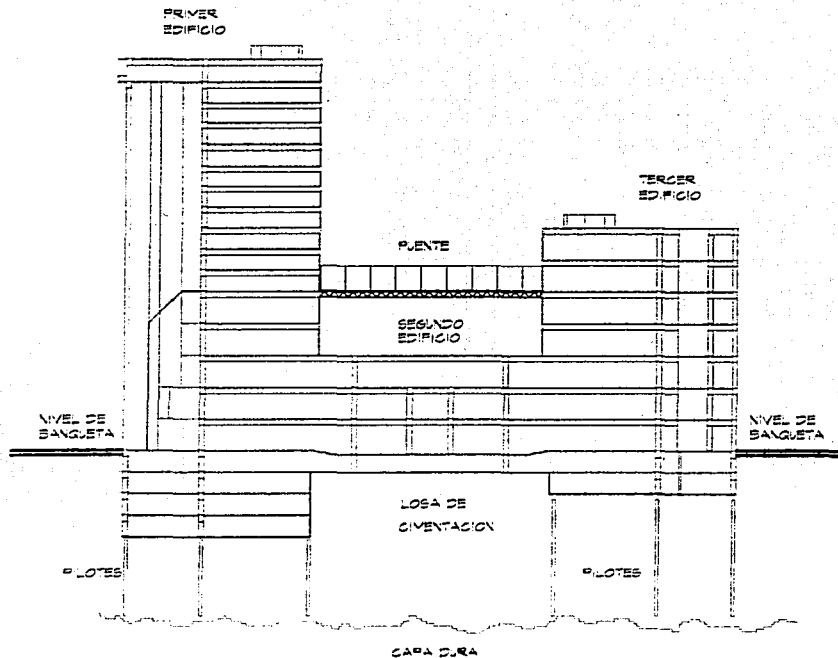 PRIMER
EDIFICIO
TERCER
EDIFICIO
PUENTE
SEGUNDO
EDIFICIO
NIVEL DE
BANQUETA
NIVEL DE
BANQUETA
LOSA DE
CIMENTACION
PILOTES
PILOTES
CAPA DURA